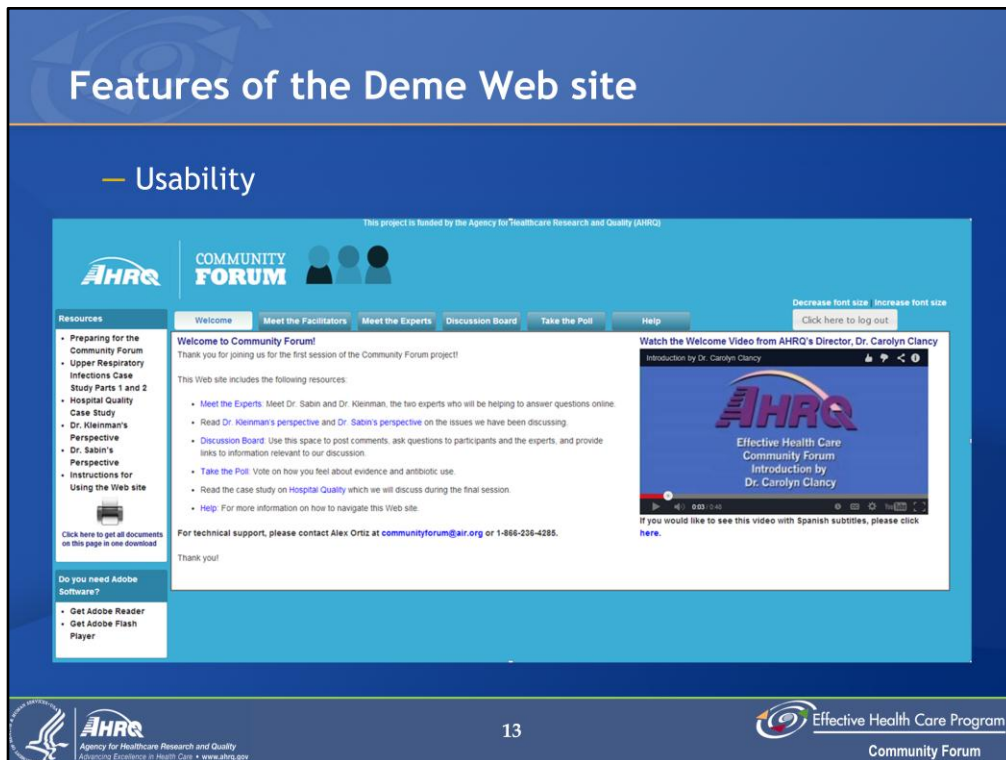 Features of the Deme Web site
— Usability
This project is funded by the Agency for Healthcare Research and Quality (AHRQ)
AHRQ
COMMUNITY
FORUM
Decrease font size | Increase font size
Click here to log out
Resources
• Preparing for the
Community Forum
• Upper Respiratory
Infections Case
Study Parts 1 and 2
• Hospital Quality
Case Study
• Dr. Kleinman's
Perspective
• Dr. Sabin's
Perspective
• Instructions for
Using the Web site
Click here to get all documents
on this page in one download
Do you need Adobe
Software?
• Get Adobe Reader
• Get Adobe Flash
Player
Welcome
Meet the Facilitators
Meet the Experts
Discussion Board
Take the Poll
Help
Welcome to Community Forum!
Thank you for joining us for the first session of the Community Forum project!
This Web site includes the following resources:
• Meet the Experts: Meet Dr. Sabin and Dr. Kleinman, the two experts who will be helping to answer questions online.
• Read Dr. Kleinman's perspective and Dr. Sabin's perspective on the issues we have been discussing.
• Discussion Board: Use this space to post comments, ask questions to participants and the experts, and provide
links to information relevant to our discussion.
• Take the Poll: Vote on how you feel about evidence and antibiotic use.
• Read the case study on Hospital Quality which we will discuss during the final session.
• Help: For more information on how to navigate this Web site.
For technical support, please contact Alex Ortiz at communityforum@air.org or 1-866-236-4285.
Thank you!
Watch the Welcome Video from AHRQ's Director, Dr. Carolyn Clancy
Introduction by Dr. Carolyn Clancy
AHRQ
Effective Health Care
Community Forum
Introduction by
Dr. Carolyn Clancy
0:03 / 0:48
YouTube
If you would like to see this video with Spanish subtitles, please click
here.
AHRQ
Agency for Healthcare Research and Quality
Advancing Excellence in Health Care • www.ahrq.gov
13
Effective Health Care Program
Community Forum